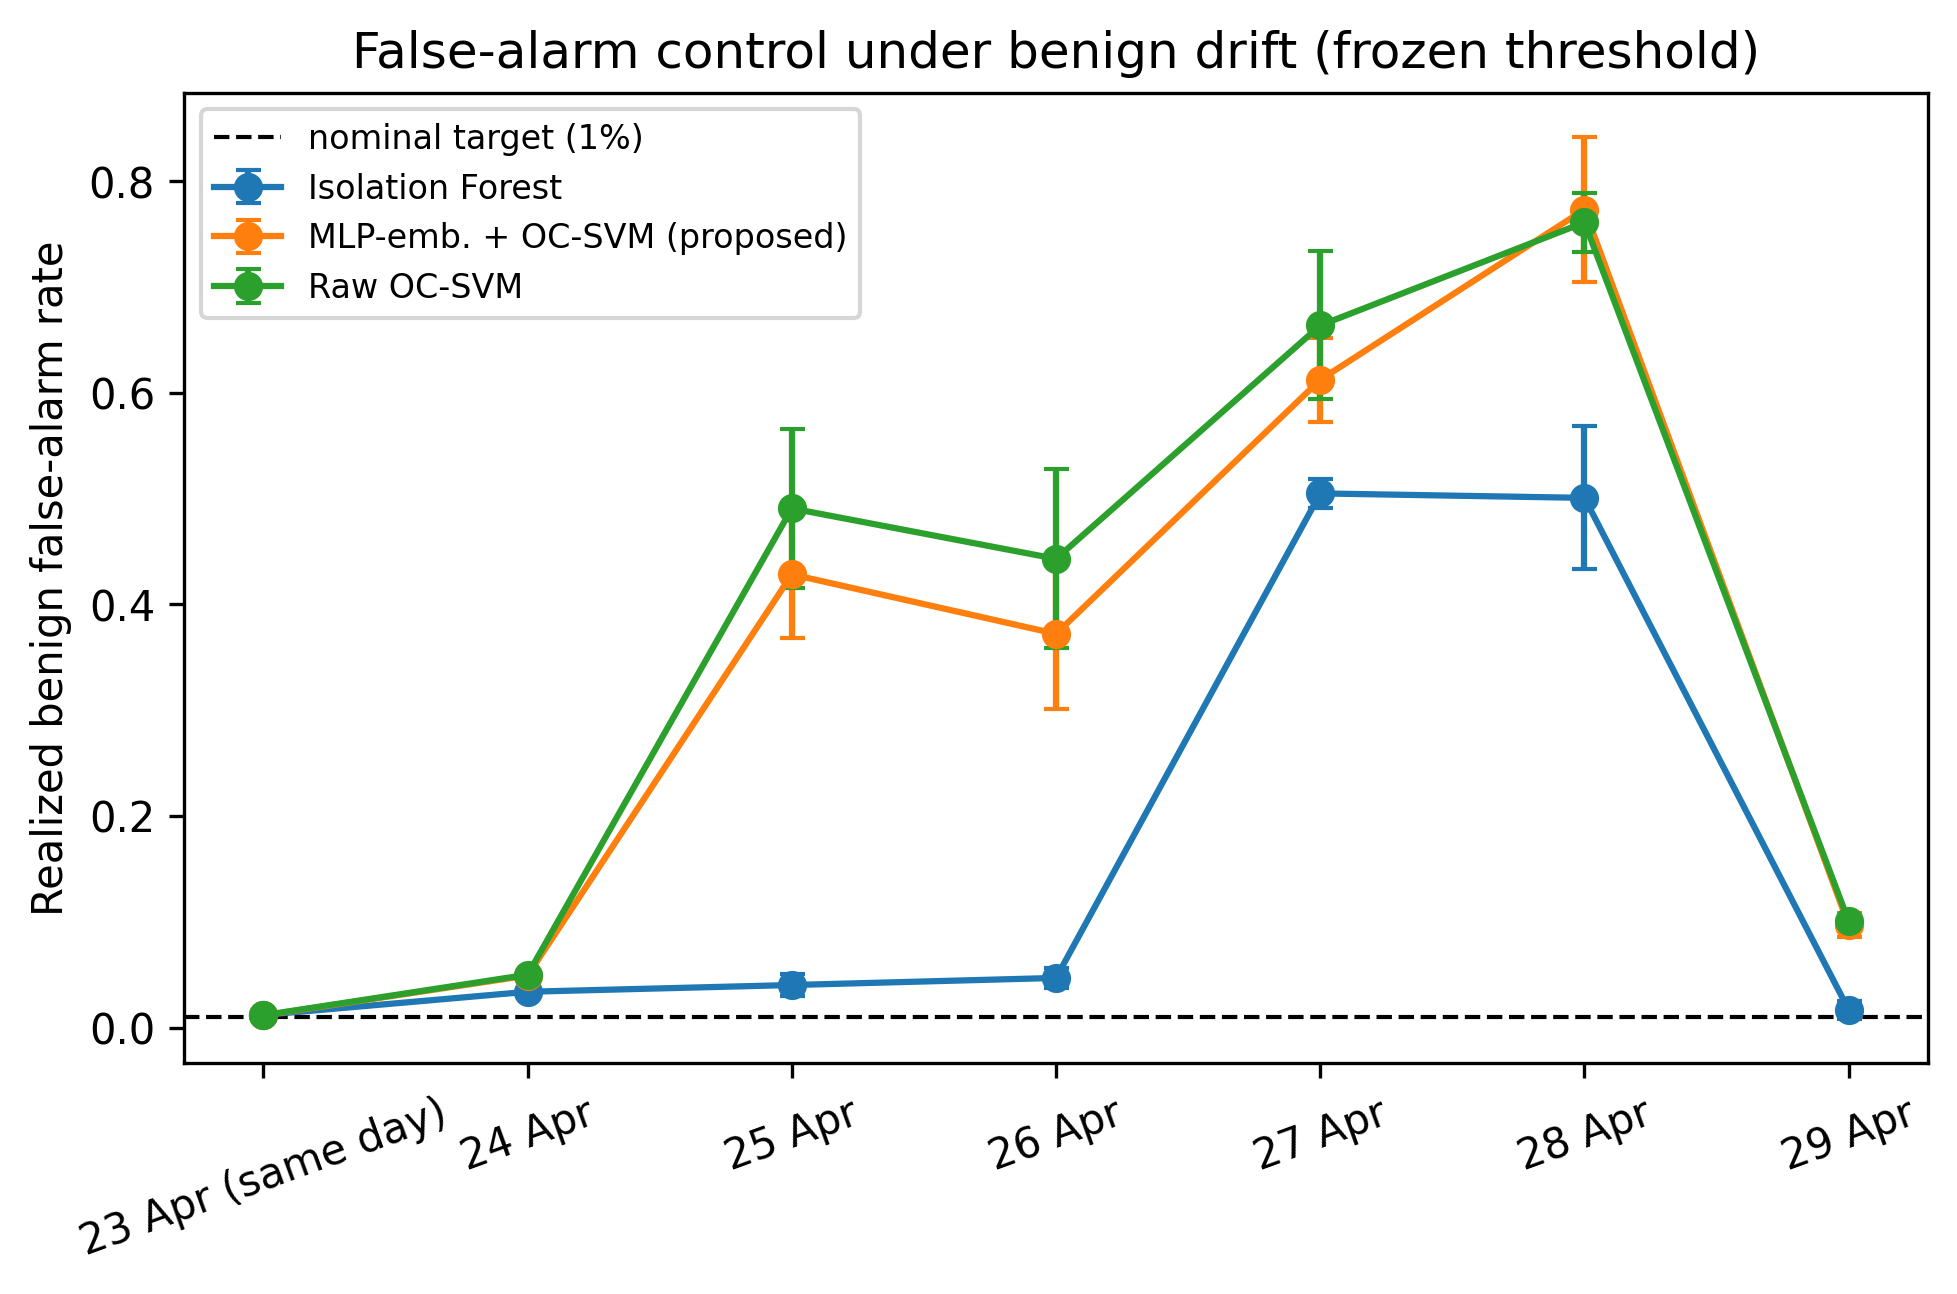 False-alarm control under benign drift (frozen threshold)
nominal target (1%)
Isolation Forest
MLP-emb. + OC-SVM (proposed)
Raw OC-SVM
Realized benign false-alarm rate
0.8
0.6
0.4
0.2
0.0
23 Apr (same day)
24 Apr
25 Apr
26 Apr
27 Apr
28 Apr
29 Apr